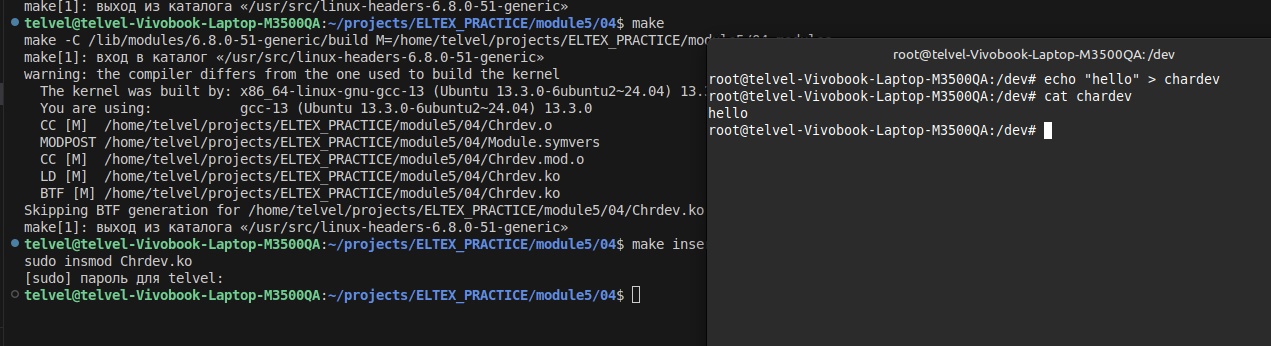 make[1]: выход из каталога «/usr/src/linux-headers-6.8.0-51-generic»
telvel@telvel-Vivobook-Laptop-M3500QA:~/projects/ELTEX_PRACTICE/module5/04$ make
make -C /lib/modules/6.8.0-51-generic/build M=/home/telvel/projects/ELTEX_PRACTICE/module5/04 modules
make[1]: вход в каталог «/usr/src/linux-headers-6.8.0-51-generic»
warning: the compiler differs from the one used to build the kernel
The kernel was built by: x86_64-linux-gnu-gcc-13 (Ubuntu 13.3.0-6ubuntu2~24.04) 13.
You are using: gcc-13 (Ubuntu 13.3.0-6ubuntu2~24.04) 13.3.0
CC [M] /home/telvel/projects/ELTEX_PRACTICE/module5/04/Chrdev.o
MODPOST /home/telvel/projects/ELTEX_PRACTICE/module5/04/Module.symvers
CC [M] /home/telvel/projects/ELTEX_PRACTICE/module5/04/Chrdev.mod.o
LD [M] /home/telvel/projects/ELTEX_PRACTICE/module5/04/Chrdev.ko
BTF [M] /home/telvel/projects/ELTEX_PRACTICE/module5/04/Chrdev.ko
Skipping BTF generation for /home/telvel/projects/ELTEX_PRACTICE/module5/04/Chrdev.ko
make[1]: выход из каталога «/usr/src/linux-headers-6.8.0-51-generic»
telvel@telvel-Vivobook-Laptop-M3500QA:~/projects/ELTEX_PRACTICE/module5/04$ make inse
sudo insmod Chrdev.ko
[sudo] пароль для telvel:
telvel@telvel-Vivobook-Laptop-M3500QA:~/projects/ELTEX_PRACTICE/module5/04$
root@telvel-Vivobook-Laptop-M3500QA: /dev
root@telvel-Vivobook-Laptop-M3500QA:/dev# echo "hello" > chardev
root@telvel-Vivobook-Laptop-M3500QA:/dev# cat chardev
hello
root@telvel-Vivobook-Laptop-M3500QA:/dev#